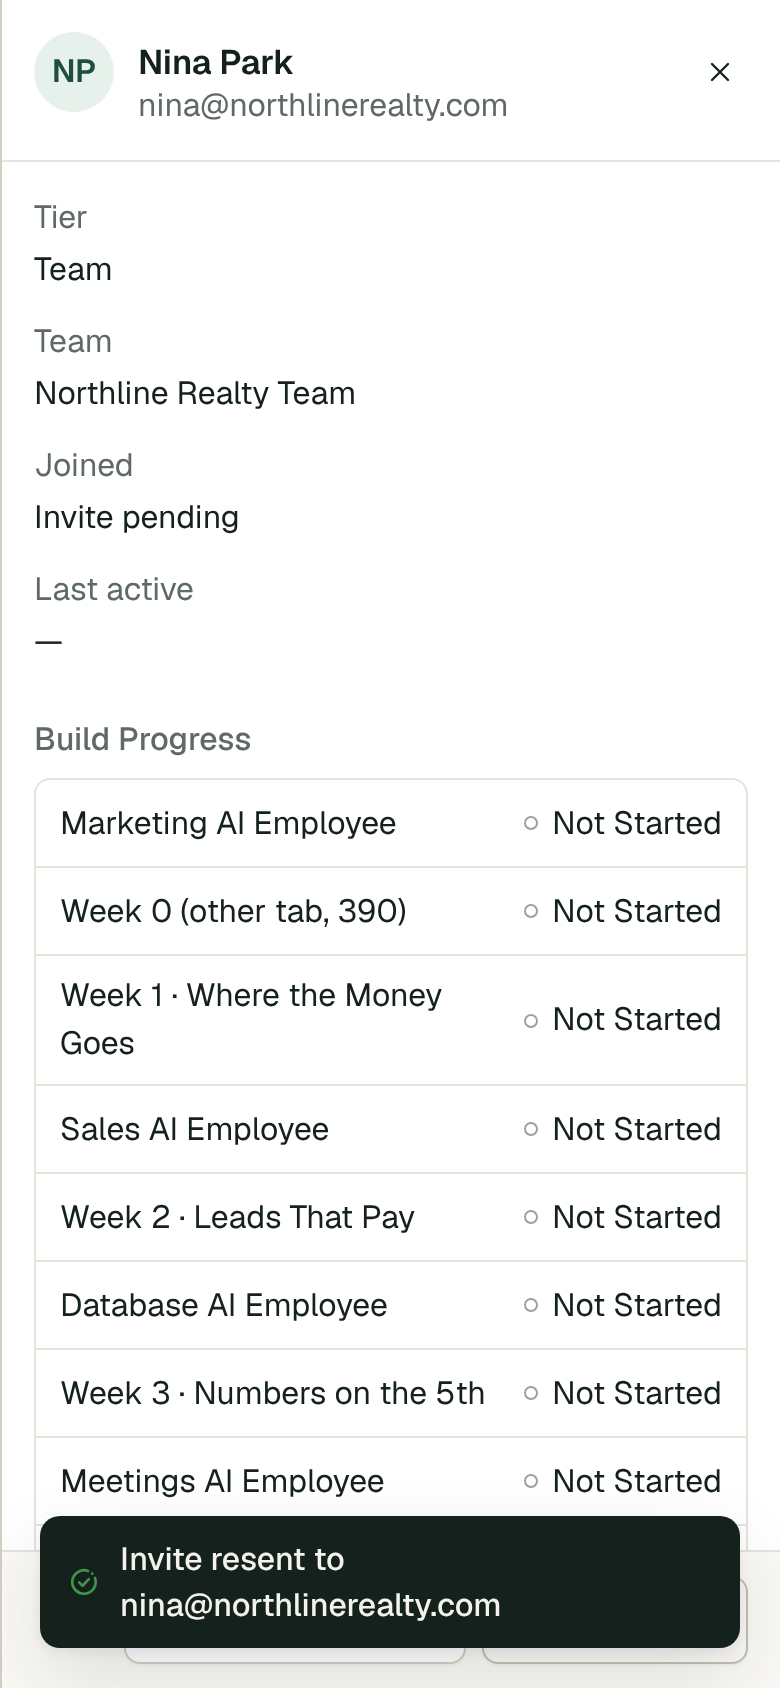 NP
Nina Park
nina@northlinerealty.com
Tier
Team
Team
Northline Realty Team
Joined
Invite pending
Last active
—
Build Progress
Marketing AI Employee
Not Started
Week 0 (other tab, 390)
Not Started
Week 1 · Where the Money
Goes
Not Started
Sales AI Employee
Not Started
Week 2 · Leads That Pay
Not Started
Database AI Employee
Not Started
Week 3 · Numbers on the 5th
Not Started
Meetings AI Employee
Not Started
Invite resent to
nina@northlinerealty.com